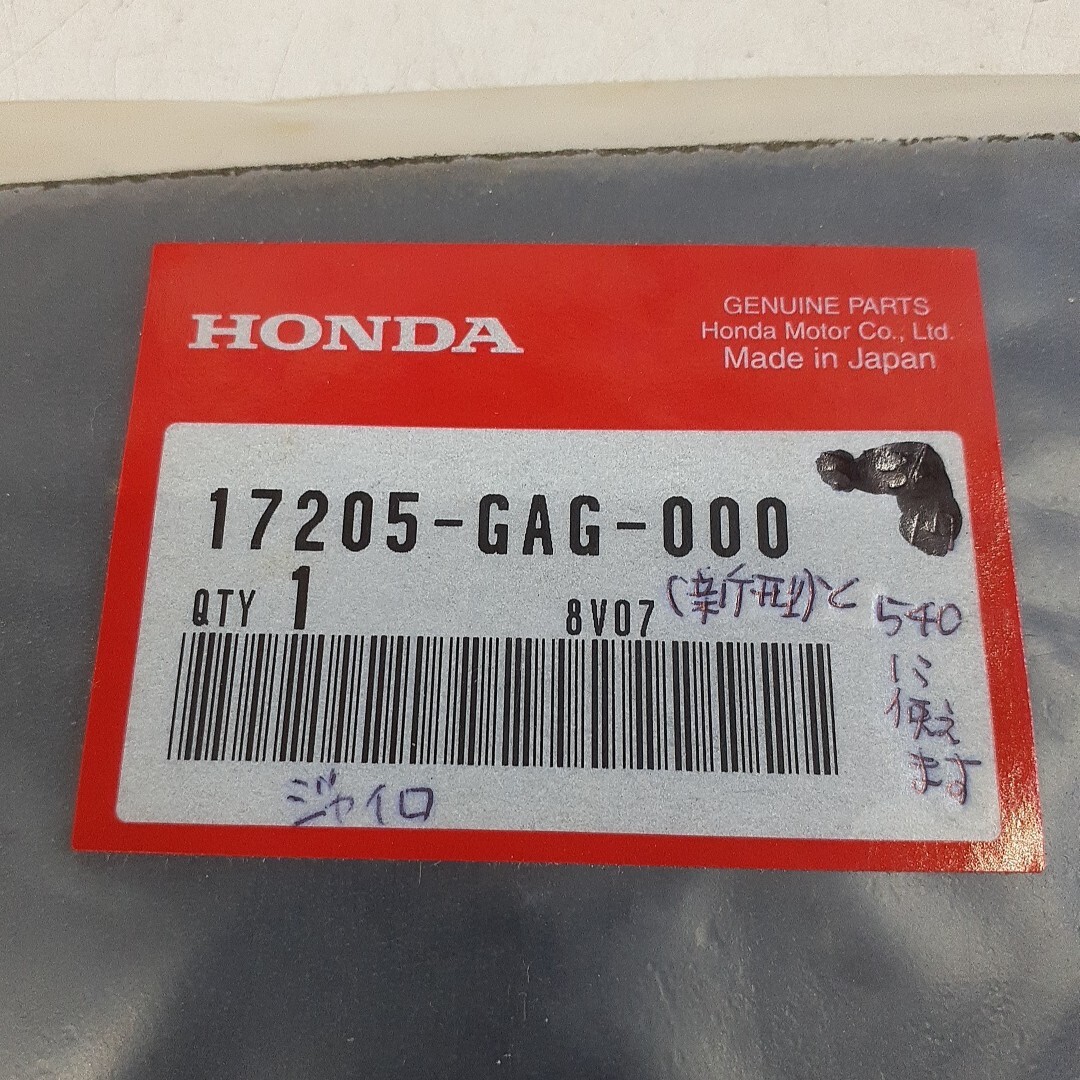 HONDA
GENUINE PARTS
Honda Motor Co., Ltd.
Made in Japan
17205-GAG-000
QTY 1
8V07
(新型)と
540
に
使え
ます
ジャイロ